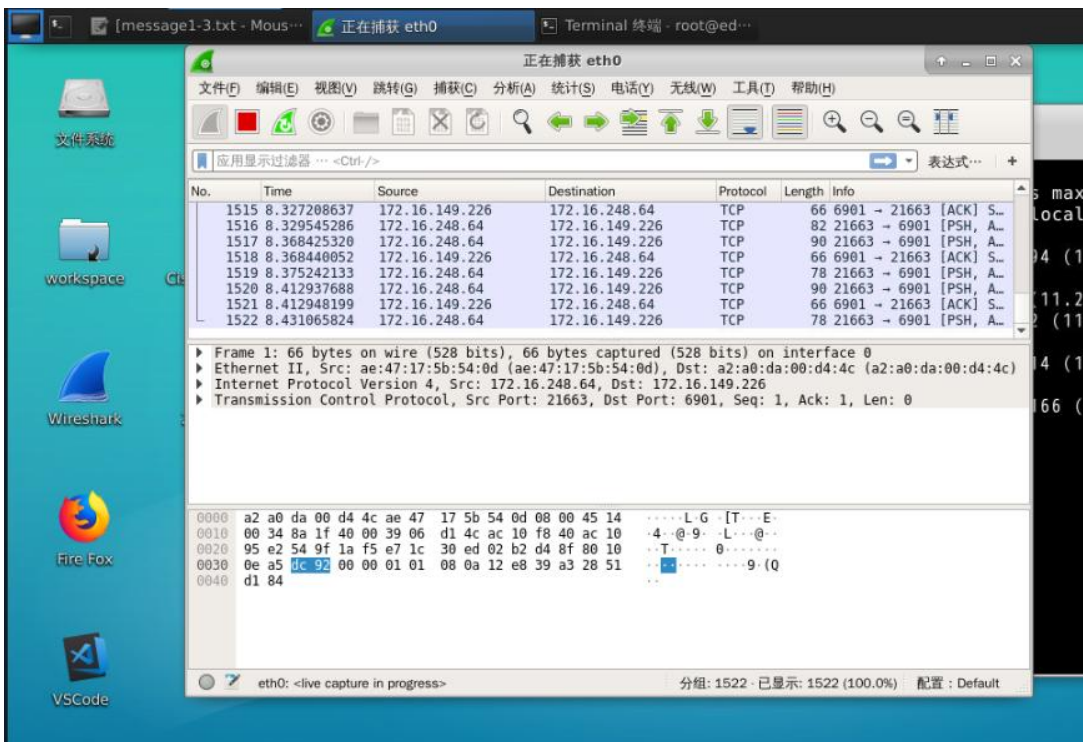 [message1-3.txt - Mous… 正在捕获 eth0 Terminal 终端 - root@ed…
正在捕获 eth0
文件(F) 编辑(E) 视图(V) 跳转(G) 捕获(C) 分析(A) 统计(S) 电话(Y) 无线(W) 工具(T) 帮助(H)
应用显示过滤器 … <Ctrl-/> 表达式… +
No. Time Source Destination Protocol Length Info
1515 8.327208637 172.16.149.226 172.16.248.64 TCP 66 6901 → 21663 [ACK] S…
1516 8.329545286 172.16.248.64 172.16.149.226 TCP 82 21663 → 6901 [PSH, A…
1517 8.368425320 172.16.248.64 172.16.149.226 TCP 90 21663 → 6901 [PSH, A…
1518 8.368440052 172.16.149.226 172.16.248.64 TCP 66 6901 → 21663 [ACK] S…
1519 8.375242133 172.16.248.64 172.16.149.226 TCP 78 21663 → 6901 [PSH, A…
1520 8.412937688 172.16.248.64 172.16.149.226 TCP 90 21663 → 6901 [PSH, A…
1521 8.412948199 172.16.149.226 172.16.248.64 TCP 66 6901 → 21663 [ACK] S…
1522 8.431065824 172.16.248.64 172.16.149.226 TCP 78 21663 → 6901 [PSH, A…
Frame 1: 66 bytes on wire (528 bits), 66 bytes captured (528 bits) on interface 0
Ethernet II, Src: ae:47:17:5b:54:0d (ae:47:17:5b:54:0d), Dst: a2:a0:da:00:d4:4c (a2:a0:da:00:d4:4c)
Internet Protocol Version 4, Src: 172.16.248.64, Dst: 172.16.149.226
Transmission Control Protocol, Src Port: 21663, Dst Port: 6901, Seq: 1, Ack: 1, Len: 0
0000 a2 a0 da 00 d4 4c ae 47 17 5b 54 0d 08 00 45 14 ·····L·G ·[T···E·
0010 00 34 8a 1f 40 00 39 06 d1 4c ac 10 f8 40 ac 10 ·4··@·9· ·L···@··
0020 95 e2 54 9f 1a f5 e7 1c 30 ed 02 b2 d4 8f 80 10 ··T····· 0·······
0030 0e a5 dc 92 00 00 01 01 08 0a 12 e8 39 a3 28 51 ········ ····9·(Q
0040 d1 84 ··
eth0: <live capture in progress> 分组: 1522 · 已显示: 1522 (100.0%) 配置：Default
文件系统
workspace
Wireshark
Fire Fox
VSCode
s max
local
94 (1
(11.2
2 (11
14 (1
166 (